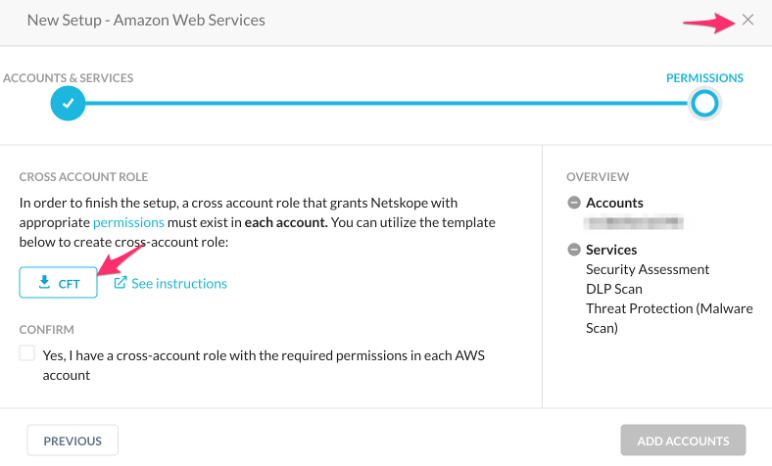 New Setup - Amazon Web Services
ACCOUNTS & SERVICES
PERMISSIONS
CROSS ACCOUNT ROLE
In order to finish the setup, a cross account role that grants Netskope with
appropriate permissions must exist in each account. You can utilize the template
below to create cross-account role:
CFT
See instructions
CONFIRM
Yes, I have a cross-account role with the required permissions in each AWS
account
OVERVIEW
Accounts
Services
Security Assessment
DLP Scan
Threat Protection (Malware
Scan)
PREVIOUS
ADD ACCOUNTS